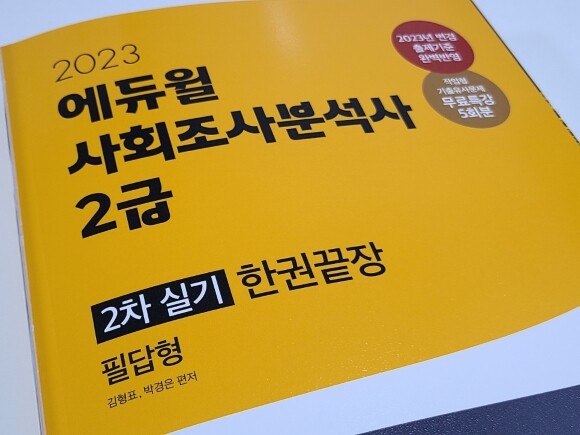 2023
에듀윌
사회조사분석사
2급
2차 실기 한권끝장
필답형
김형표, 박경은 편저
2023년 변경
출제기준
완벽반영
작업형
기출유사문제
무료특강
5회분